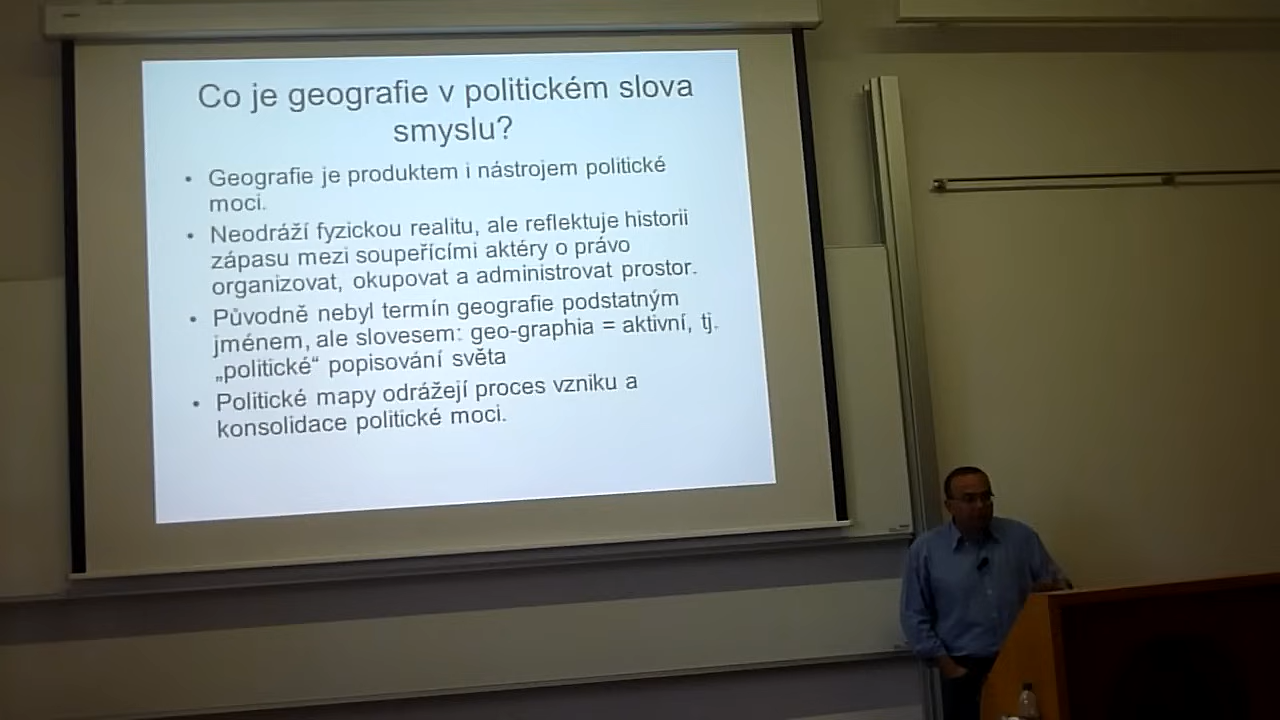 Co je geografie v politickém slova
smyslu?
• Geografie je produktem i nástrojem politické
moci.
• Neodráží fyzickou realitu, ale reflektuje historii
zápasu mezi soupeřícími aktéry o právo
organizovat, okupovat a administrovat prostor.
• Původně nebyl termín geografie podstatným
jménem, ale slovesem: geo-graphia = aktivní, tj.
„politické“ popisování světa
• Politické mapy odrážejí proces vzniku a
konsolidace politické moci.